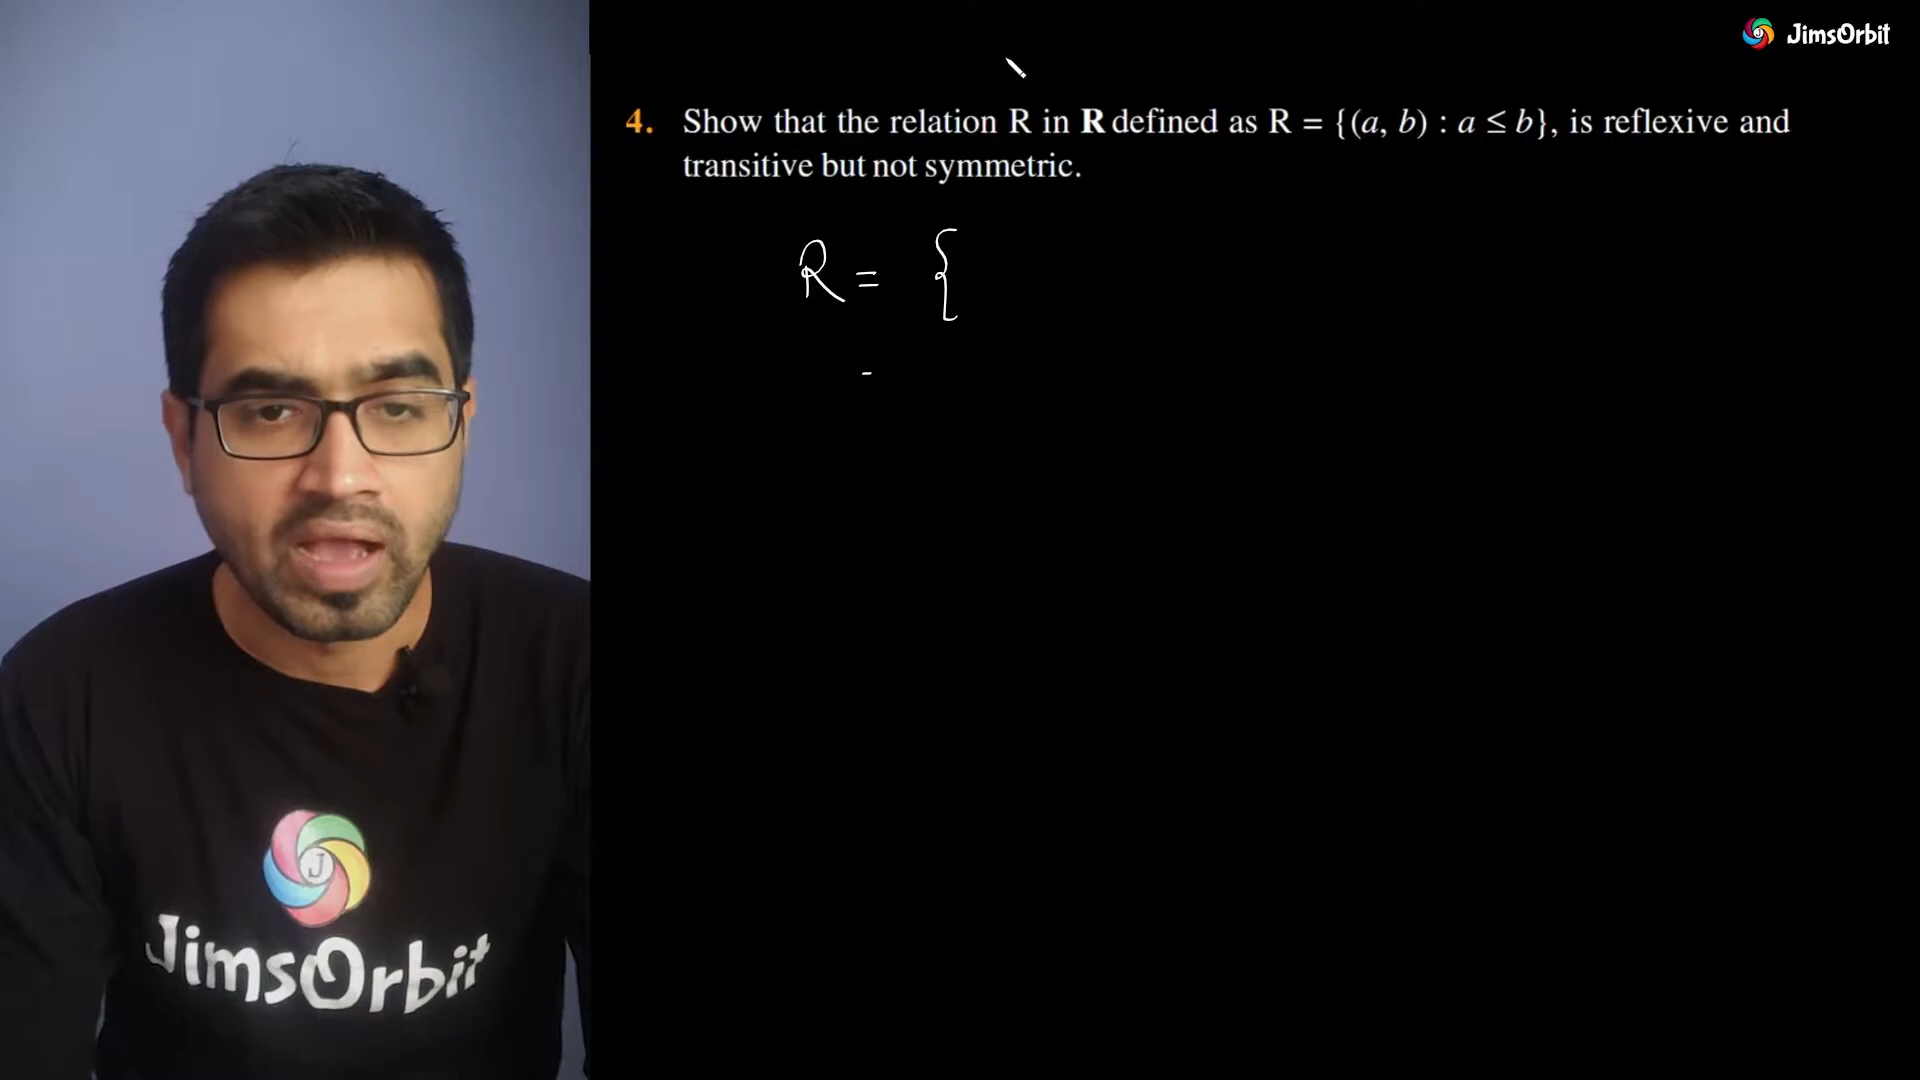 JimsOrbit
4. Show that the relation R in R defined as R = {(a, b) : a ≤ b}, is reflexive and
transitive but not symmetric.
R = {
-
J
JimsOrbit